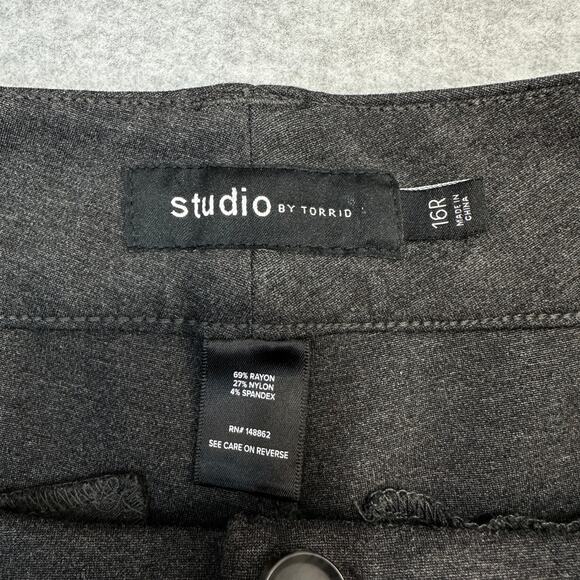 studio BY TORRID
16R
MADE IN
CHINA
69% RAYON
27% NYLON
4% SPANDEX
RN# 148862
SEE CARE ON REVERSE